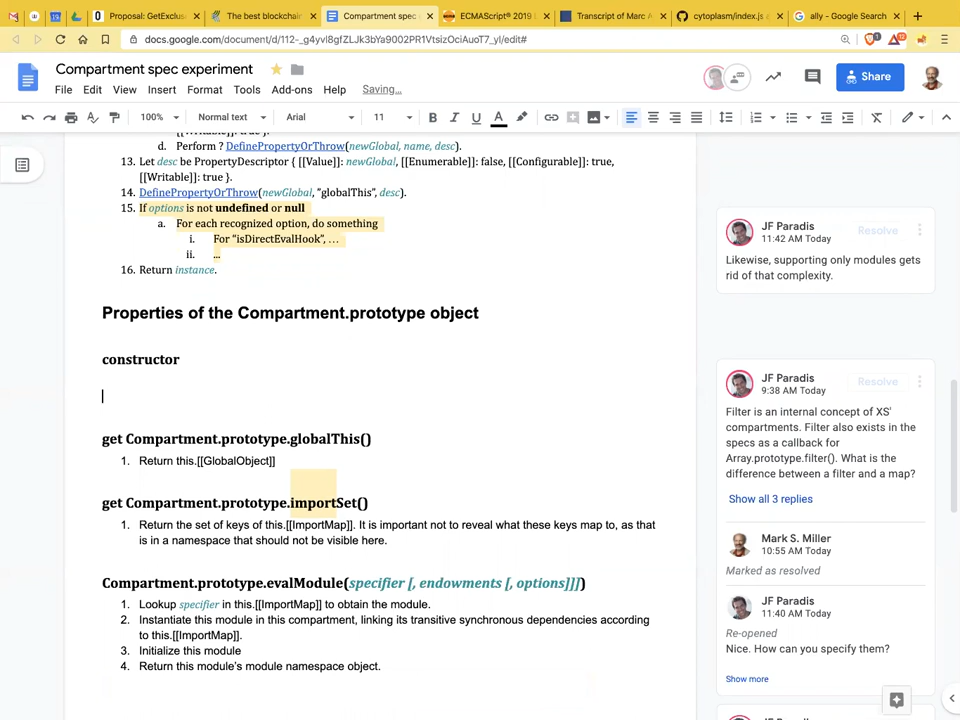 Proposal: GetExclus
The best blockchain
Compartment spec e
ECMAScript® 2019 L
Transcript of Marc A
cytoplasm/index.js a
ally - Google Search
docs.google.com/document/d/112-_g4yvl8gfZLJk3bYa9002PR1VtsizOciAuoT7_yl/edit#
1
12
Compartment spec experiment
File Edit View Insert Format Tools Add-ons Help Saving...
Share
100% Normal text Arial 11 B I U A
[[Writable]]: true }.
d. Perform ? DefinePropertyOrThrow(newGlobal, name, desc).
13. Let desc be PropertyDescriptor { [[Value]]: newGlobal, [[Enumerable]]: false, [[Configurable]]: true,
[[Writable]]: true }.
14. DefinePropertyOrThrow(newGlobal, "globalThis", desc).
15. If options is not undefined or null
a. For each recognized option, do something
i. For “isDirectEvalHook”, …
ii. ...
16. Return instance.
Properties of the Compartment.prototype object
constructor
get Compartment.prototype.globalThis()
1. Return this.[[GlobalObject]]
get Compartment.prototype.importSet()
1. Return the set of keys of this.[[ImportMap]]. It is important not to reveal what these keys map to, as that
is in a namespace that should not be visible here.
Compartment.prototype.evalModule(specifier [, endowments [, options]]])
1. Lookup specifier in this.[[ImportMap]] to obtain the module.
2. Instantiate this module in this compartment, linking its transitive synchronous dependencies according
to this.[[ImportMap]].
3. Initialize this module
4. Return this module’s module namespace object.
JF Paradis
11:42 AM Today
Resolve
Likewise, supporting only modules gets
rid of that complexity.
JF Paradis
9:38 AM Today
Resolve
Filter is an internal concept of XS'
compartments. Filter also exists in the
specs as a callback for
Array.prototype.filter(). What is the
difference between a filter and a map?
Show all 3 replies
Mark S. Miller
10:55 AM Today
Marked as resolved
JF Paradis
11:40 AM Today
Re-opened
Nice. How can you specify them?
Show more